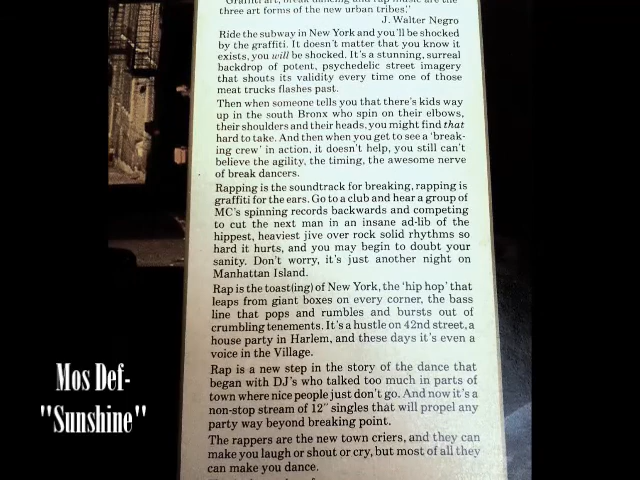 "Graffiti art, break dancing and rap music are the
three art forms of the new urban tribes."
J. Walter Negro
Ride the subway in New York and you'll be shocked
by the graffiti. It doesn't matter that you know it
exists, you will be shocked. It's a stunning, surreal
backdrop of potent, psychedelic street imagery
that shouts its validity every time one of those
meat trucks flashes past.
Then when someone tells you that there's kids way
up in the south Bronx who spin on their elbows,
their shoulders and their heads, you might find that
hard to take. And then when you get to see a 'break-
ing crew' in action, it doesn't help, you still can't
believe the agility, the timing, the awesome nerve
of break dancers.
Rapping is the soundtrack for breaking, rapping is
graffiti for the ears. Go to a club and hear a group of
MC's spinning records backwards and competing
to cut the next man in an insane ad-lib of the
hippest, heaviest jive over rock solid rhythms so
hard it hurts, and you may begin to doubt your
sanity. Don't worry, it's just another night on
Manhattan Island.
Rap is the toast(ing) of New York, the 'hip hop' that
leaps from giant boxes on every corner, the bass
line that pops and rumbles and bursts out of
crumbling tenements. It's a hustle on 42nd street, a
house party in Harlem, and these days it's even a
voice in the Village.
Rap is a new step in the story of the dance that
began with DJ's who talked too much in parts of
town where nice people just don't go. And now it's a
non-stop stream of 12" singles that will propel any
party way beyond breaking point.
The rappers are the new town criers, and they can
make you laugh or shout or cry, but most of all they
can make you dance.
Mos Def-
"Sunshine"